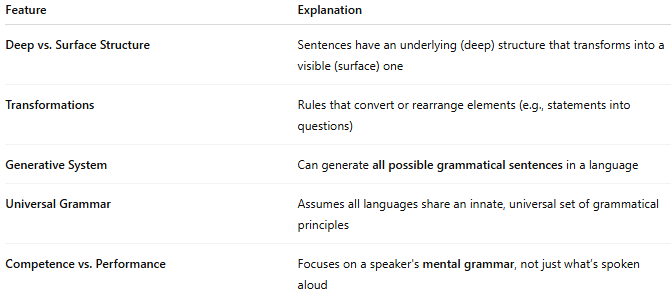 Feature Explanation
Deep vs. Surface Structure Sentences have an underlying (deep) structure that transforms into a
visible (surface) one
Transformations Rules that convert or rearrange elements (e.g., statements into
questions)
Generative System Can generate all possible grammatical sentences in a language
Universal Grammar Assumes all languages share an innate, universal set of grammatical
principles
Competence vs. Performance Focuses on a speaker's mental grammar, not just what's spoken
aloud